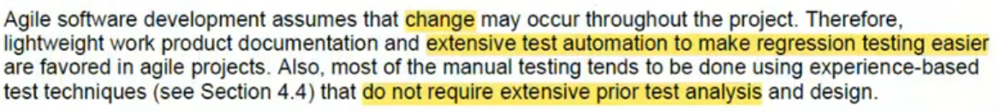 Agile software development assumes that change may occur throughout the project. Therefore,
lightweight work product documentation and extensive test automation to make regression testing easier
are favored in agile projects. Also, most of the manual testing tends to be done using experience-based
test techniques (see Section 4.4) that do not require extensive prior test analysis and design.